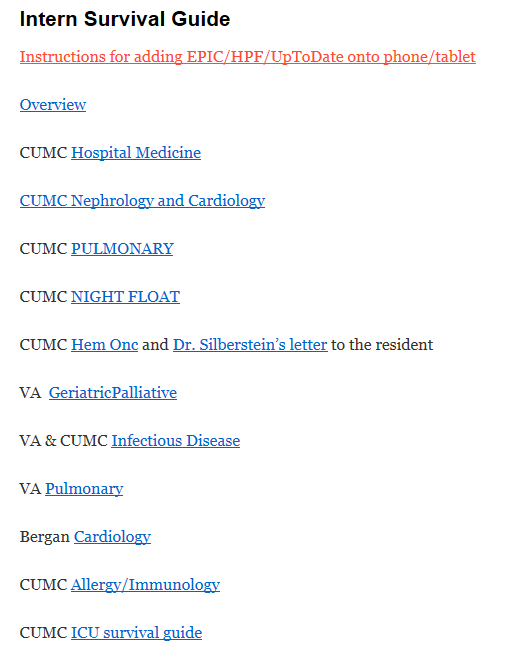 Intern Survival Guide
Instructions for adding EPIC/HPF/UpToDate onto phone/tablet
Overview
CUMC Hospital Medicine
CUMC Nephrology and Cardiology
CUMC PULMONARY
CUMC NIGHT FLOAT
CUMC Hem Onc and Dr. Silberstein’s letter to the resident
VA GeriatricPalliative
VA & CUMC Infectious Disease
VA Pulmonary
Bergan Cardiology
CUMC Allergy/Immunology
CUMC ICU survival guide